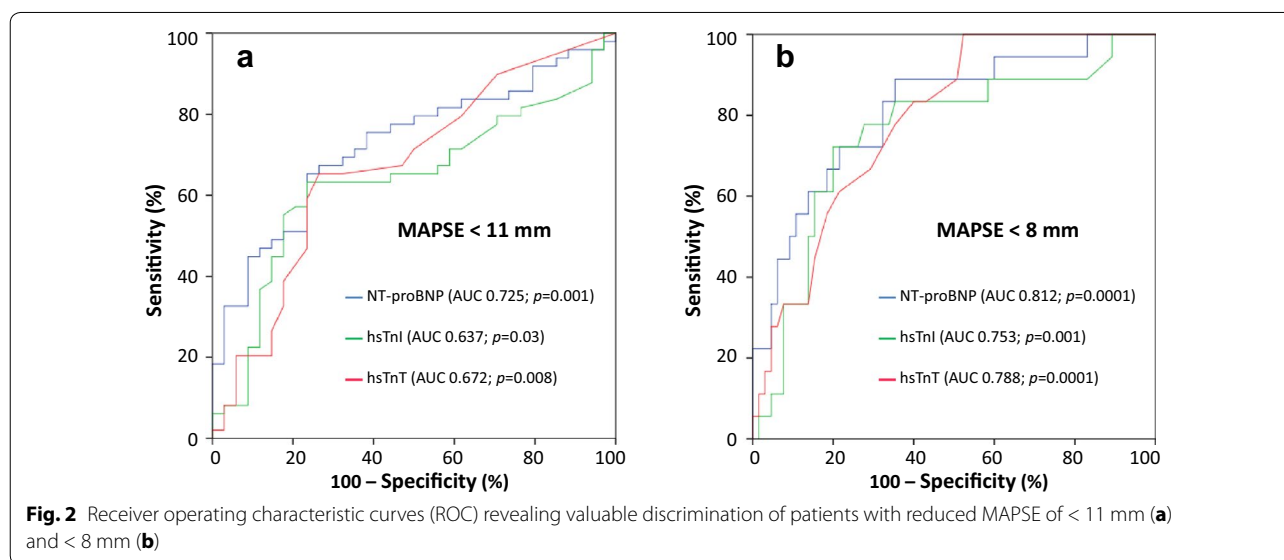 a
100
80
60
40
20
0
Sensitivity (%)
MAPSE < 11 mm
NT-proBNP (AUC 0.725; p=0.001)
hsTnI (AUC 0.637; p=0.03)
hsTnT (AUC 0.672; p=0.008)
0 20 40 60 80 100
100 – Specificity (%)
b
100
80
60
40
20
0
Sensitivity (%)
MAPSE < 8 mm
NT-proBNP (AUC 0.812; p=0.0001)
hsTnI (AUC 0.753; p=0.001)
hsTnT (AUC 0.788; p=0.0001)
0 20 40 60 80 100
100 – Specificity (%)
Fig. 2 Receiver operating characteristic curves (ROC) revealing valuable discrimination of patients with reduced MAPSE of < 11 mm (a)
and < 8 mm (b)